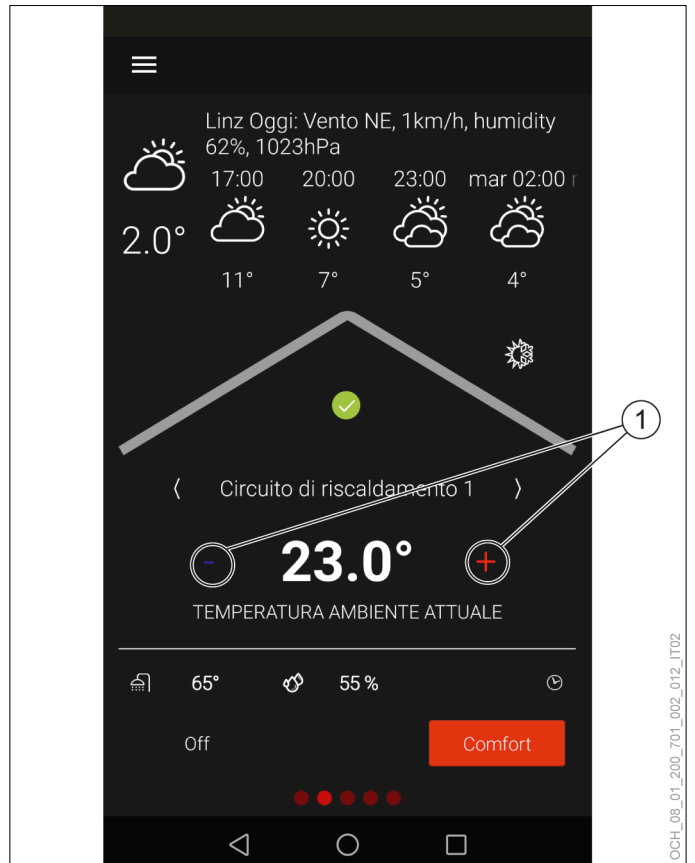 Linz Oggi: Vento NE, 1km/h, humidity
62%, 1023hPa
17:00 20:00 23:00 mar 02:00
2.0°
11° 7° 5° 4°
1
⟨ Circuito di riscaldamento 1 ⟩
- 23.0° +
TEMPERATURA AMBIENTE ATTUALE
65° 55 %
Off Comfort
OCH_08_01_200_701_002_012_IT02